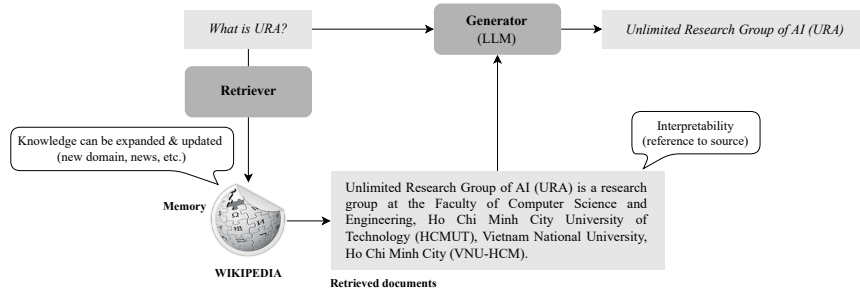 What is URA?
Generator
(LLM)
Unlimited Research Group of AI (URA)
Retriever
Knowledge can be expanded & updated
(new domain, news, etc.)
Interpretability
(reference to source)
Memory
WIKIPEDIA
Unlimited Research Group of AI (URA) is a research
group at the Faculty of Computer Science and
Engineering, Ho Chi Minh City University of
Technology (HCMUT), Vietnam National University,
Ho Chi Minh City (VNU-HCM).
Retrieved documents